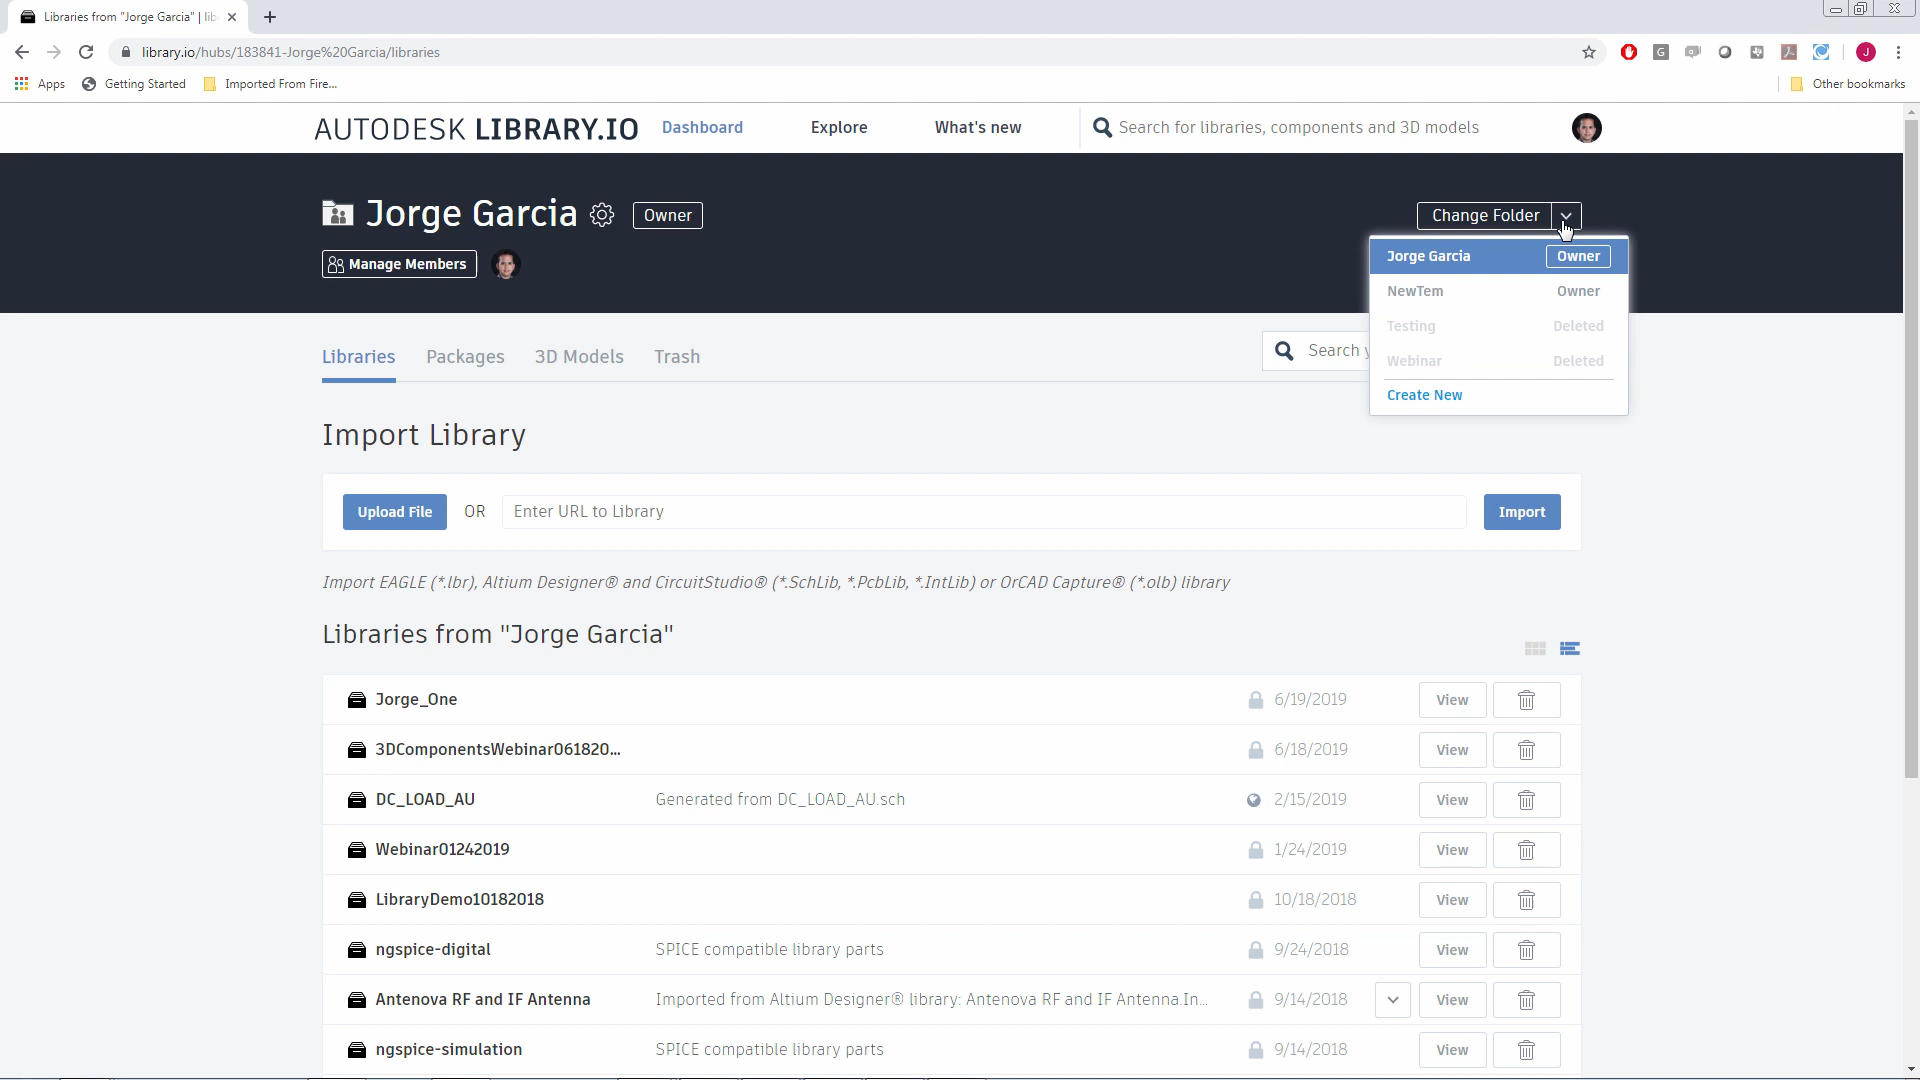 Libraries from "Jorge Garcia" | lib
library.io/hubs/183841-Jorge%20Garcia/libraries
Apps Getting Started Imported From Fire... Other bookmarks
AUTODESK LIBRARY.IO Dashboard Explore What's new Search for libraries, components and 3D models
Jorge Garcia Owner Change Folder
Manage Members
Jorge Garcia Owner
NewTem Owner
Testing Deleted
Webinar Deleted
Create New
Libraries Packages 3D Models Trash Search
Import Library
Upload File OR Enter URL to Library Import
Import EAGLE (*.lbr), Altium Designer® and CircuitStudio® (*.SchLib, *.PcbLib, *.IntLib) or OrCAD Capture® (*.olb) library
Libraries from "Jorge Garcia"
Jorge_One 6/19/2019 View
3DComponentsWebinar061820... 6/18/2019 View
DC_LOAD_AU Generated from DC_LOAD_AU.sch 2/15/2019 View
Webinar01242019 1/24/2019 View
LibraryDemo10182018 10/18/2018 View
ngspice-digital SPICE compatible library parts 9/24/2018 View
Antenova RF and IF Antenna Imported from Altium Designer® library: Antenova RF and IF Antenna.In... 9/14/2018 View
ngspice-simulation SPICE compatible library parts 9/14/2018 View